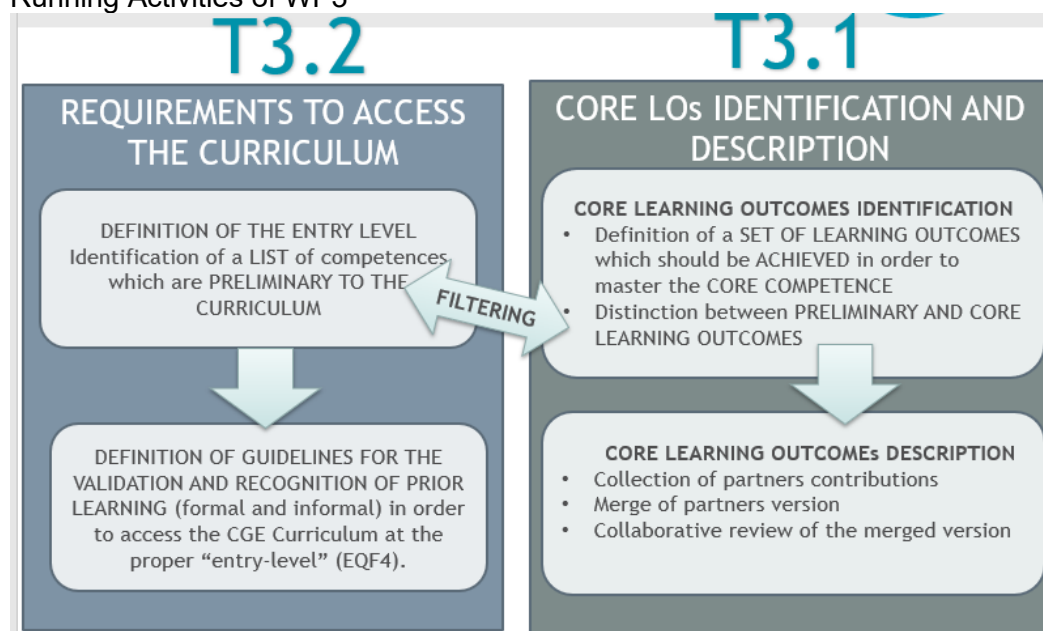 Running Activities of WP3
T3.2
REQUIREMENTS TO ACCESS
THE CURRICULUM
DEFINITION OF THE ENTRY LEVEL
Identification of a LIST of competences
which are PRELIMINARY TO THE
CURRICULUM
DEFINITION OF GUIDELINES FOR THE
VALIDATION AND RECOGNITION OF PRIOR
LEARNING (formal and informal) in order
to access the CGE Curriculum at the
proper “entry-level” (EQF4).
FILTERING
T3.1
CORE LOs IDENTIFICATION AND
DESCRIPTION
CORE LEARNING OUTCOMES IDENTIFICATION
• Definition of a SET OF LEARNING OUTCOMES
which should be ACHIEVED in order to
master the CORE COMPETENCE
• Distinction between PRELIMINARY AND CORE
LEARNING OUTCOMES
CORE LEARNING OUTCOMEs DESCRIPTION
• Collection of partners contributions
• Merge of partners version
• Collaborative review of the merged version